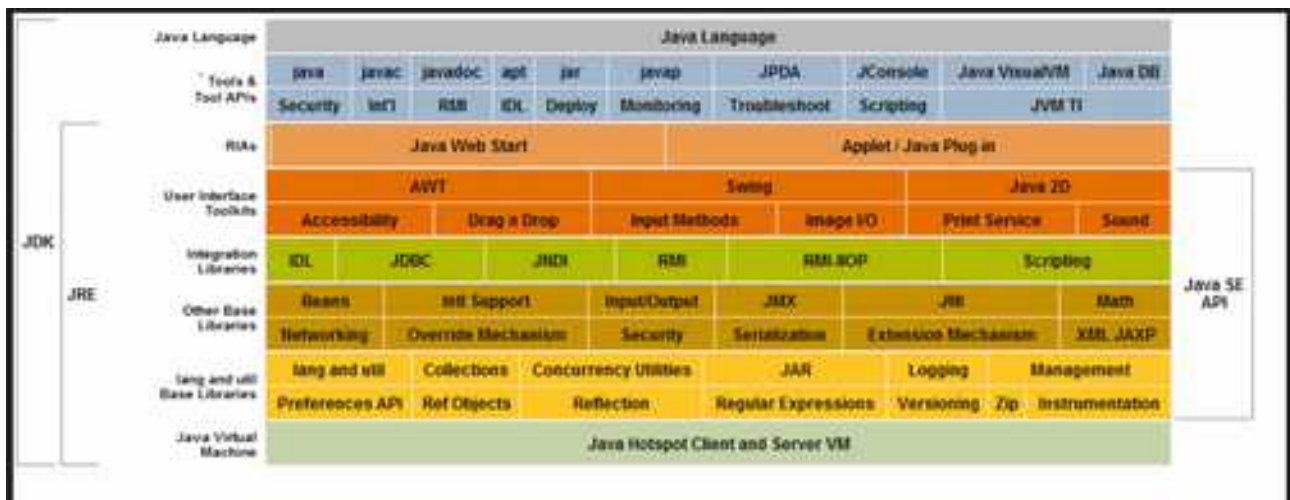 Java Language Java Language
Tools & Tool APIs java javac javadoc apt jar javap JPDA JConsole Java VisualVM Java DB
Security Int'l RMI IDL Deploy Monitoring Troubleshoot Scripting JVM TI
RIAs Java Web Start Applet / Java Plug-in
User Interface Toolkits AWT Swing Java 2D
Accessibility Drag n Drop Input Methods Image I/O Print Service Sound
Integration Libraries IDL JDBC JNDI RMI RMI-IIOP Scripting
Other Base Libraries Beans Intl Support Input/Output JMX JNI Math
Networking Override Mechanism Security Serialization Extension Mechanism XML JAXP
lang and util Base Libraries lang and util Collections Concurrency Utilities JAR Logging Management
Preferences API Ref Objects Reflection Regular Expressions Versioning Zip Instrumentation
Java Virtual Machine Java Hotspot Client and Server VM
JDK
JRE
Java SE
API